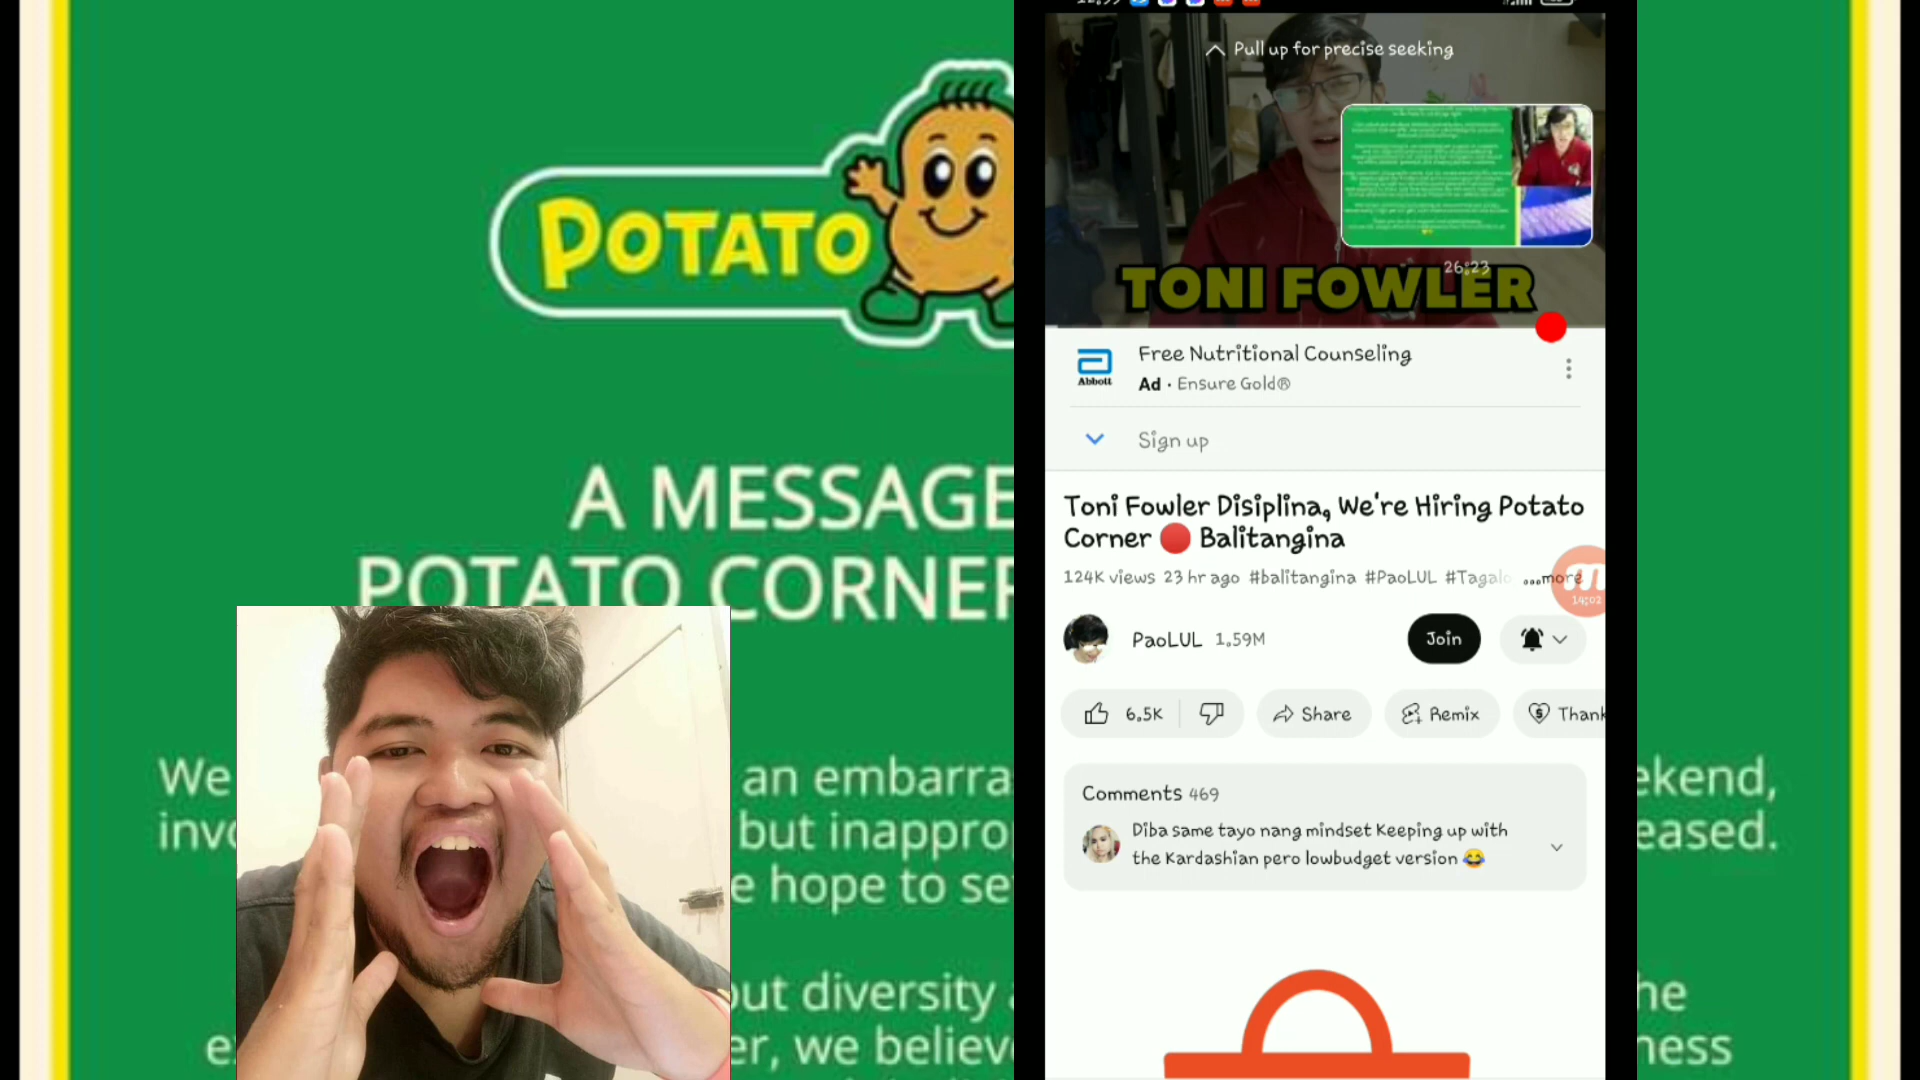 POTATO
A MESSAGE
POTATO CORNER
We
an embarra
ekend,
but inappro
eased.
e hope to se
out diversity
he
er, we believ
ness
Pull up for precise seeking
26:23
TONI FOWLER
Abbott
Free Nutritional Counseling
Ad · Ensure Gold®
Sign up
Toni Fowler Disiplina, We're Hiring Potato
Corner 🔴 Balitangina
124K views 23 hr ago #balitangina #PaoLUL #Tagalo ...more
14:02
PaoLUL 1.59M
Join
6.5K
Share
Remix
Thank
Comments 469
Diba same tayo nang mindset Keeping up with
the Kardashian pero lowbudget version 😂